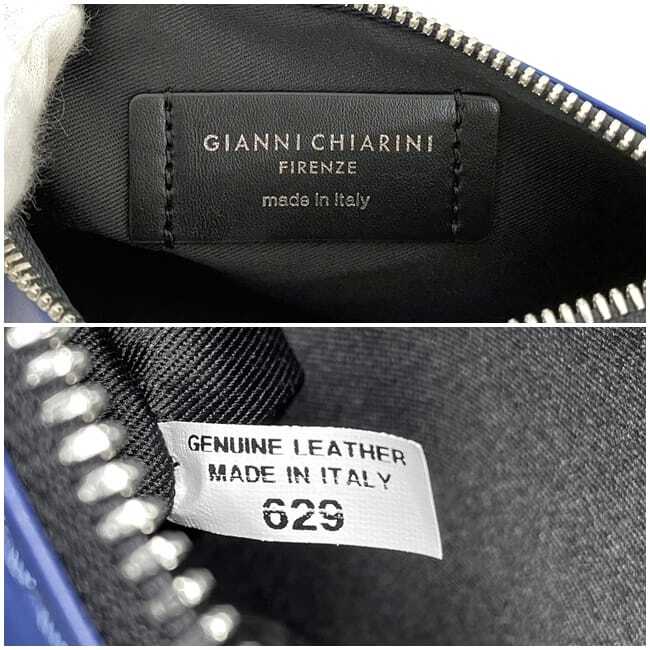 GIANNI CHIARINI
FIRENZE
made in italy
GENUINE LEATHER
MADE IN ITALY
629